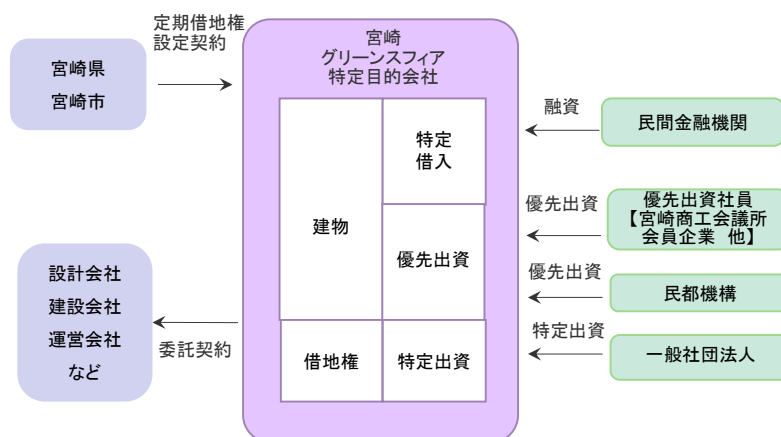 定期借地権
設定契約
宮崎県
宮崎市
宮崎
グリーンスフィア
特定目的会社
建物
特定
借入
優先出資
借地権
特定出資
設計会社
建設会社
運営会社
など
委託契約
融資
民間金融機関
優先出資
優先出資社員
【宮崎商工会議所
会員企業 他】
優先出資
民都機構
特定出資
一般社団法人